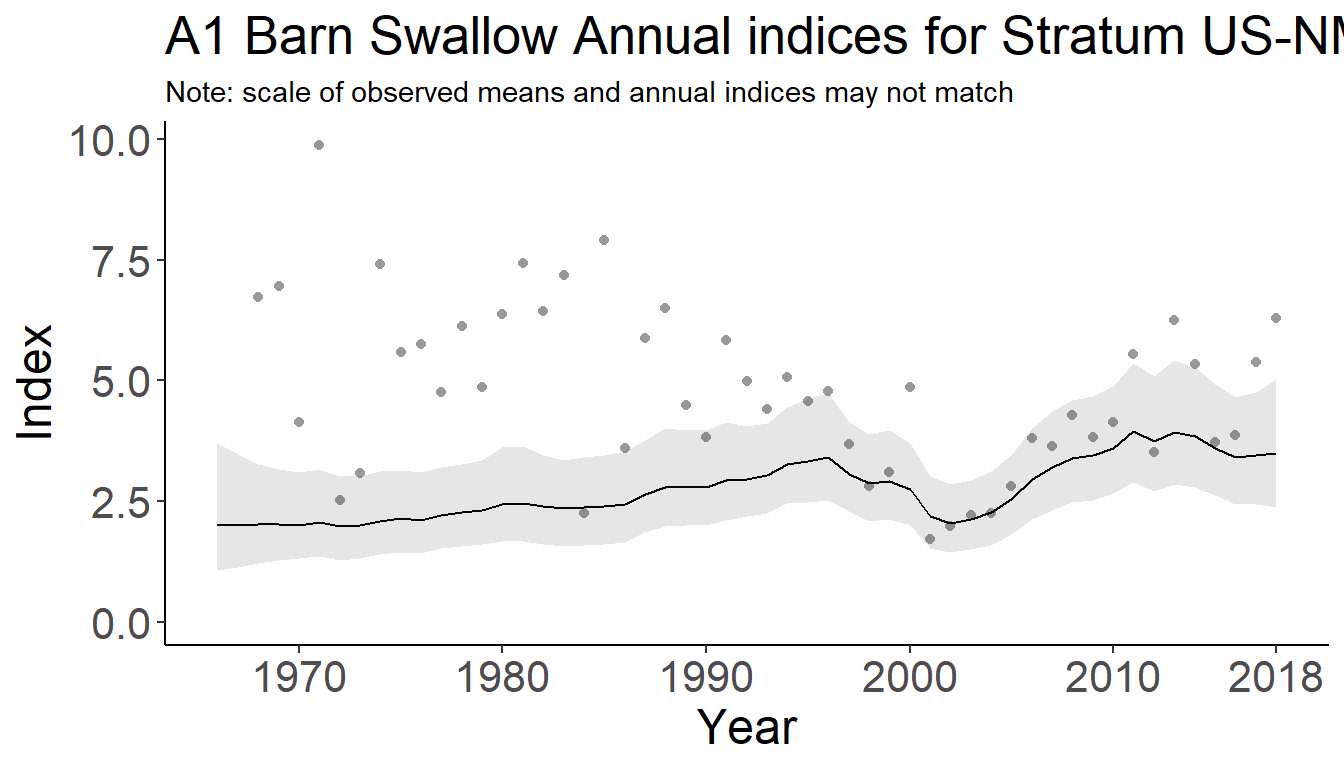 A1 Barn Swallow Annual indices for Stratum US-NM
Note: scale of observed means and annual indices may not match
10.0
7.5
5.0
2.5
0.0
Index
1970 1980 1990 2000 2010 2018
Year